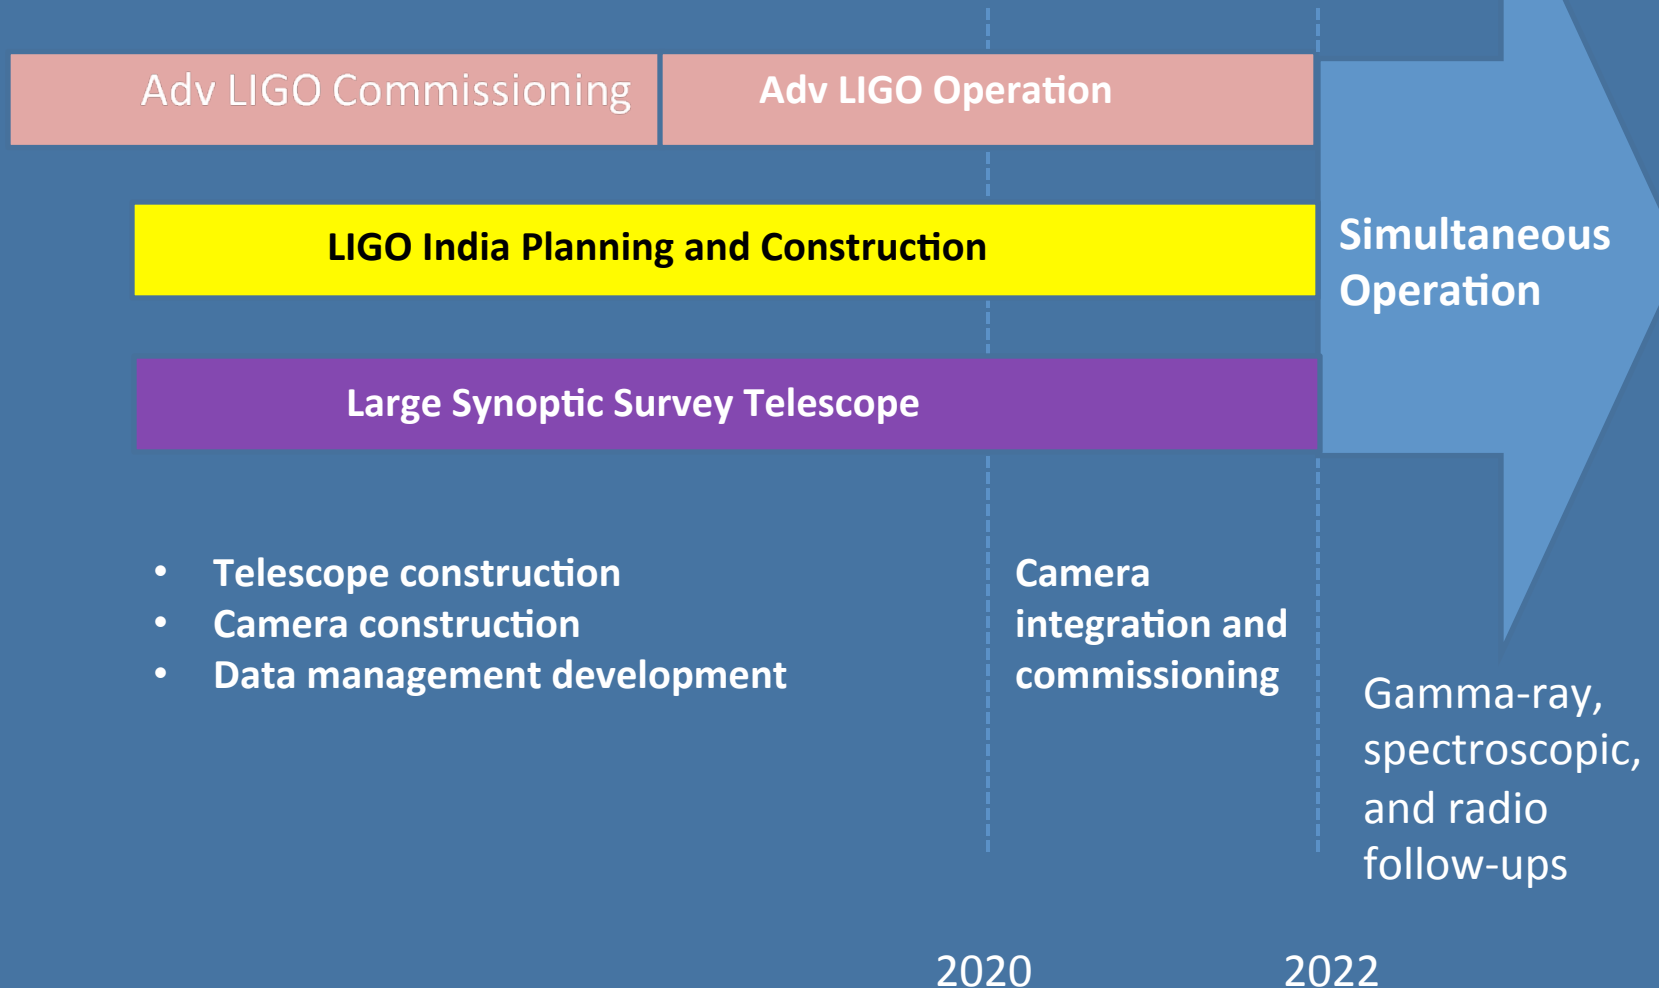 Adv LIGO Commissioning
Adv LIGO Operation
LIGO India Planning and Construction
Simultaneous
Operation
Large Synoptic Survey Telescope
• Telescope construction
• Camera construction
• Data management development
Camera
integration and
commissioning
Gamma-ray,
spectroscopic,
and radio
follow-ups
2020
2022